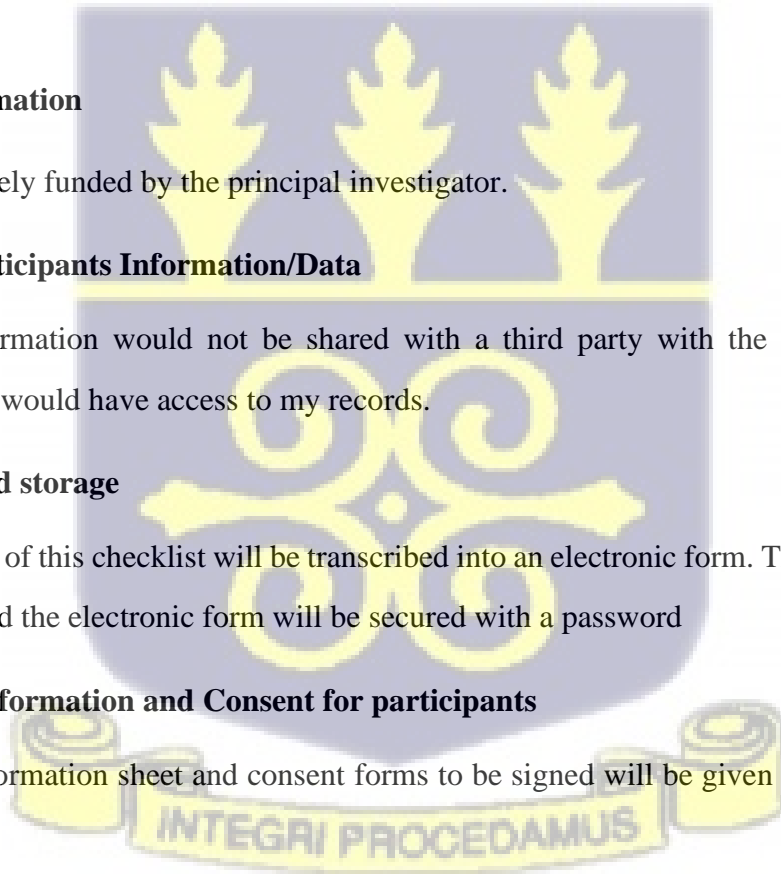 mation
ely funded by the principal investigator.
ticipants Information/Data
ormation would not be shared with a third party with the
would have access to my records.
d storage
of this checklist will be transcribed into an electronic form. T
d the electronic form will be secured with a password
formation and Consent for participants
ormation sheet and consent forms to be signed will be given
INTEGRI PROCEDAMUS